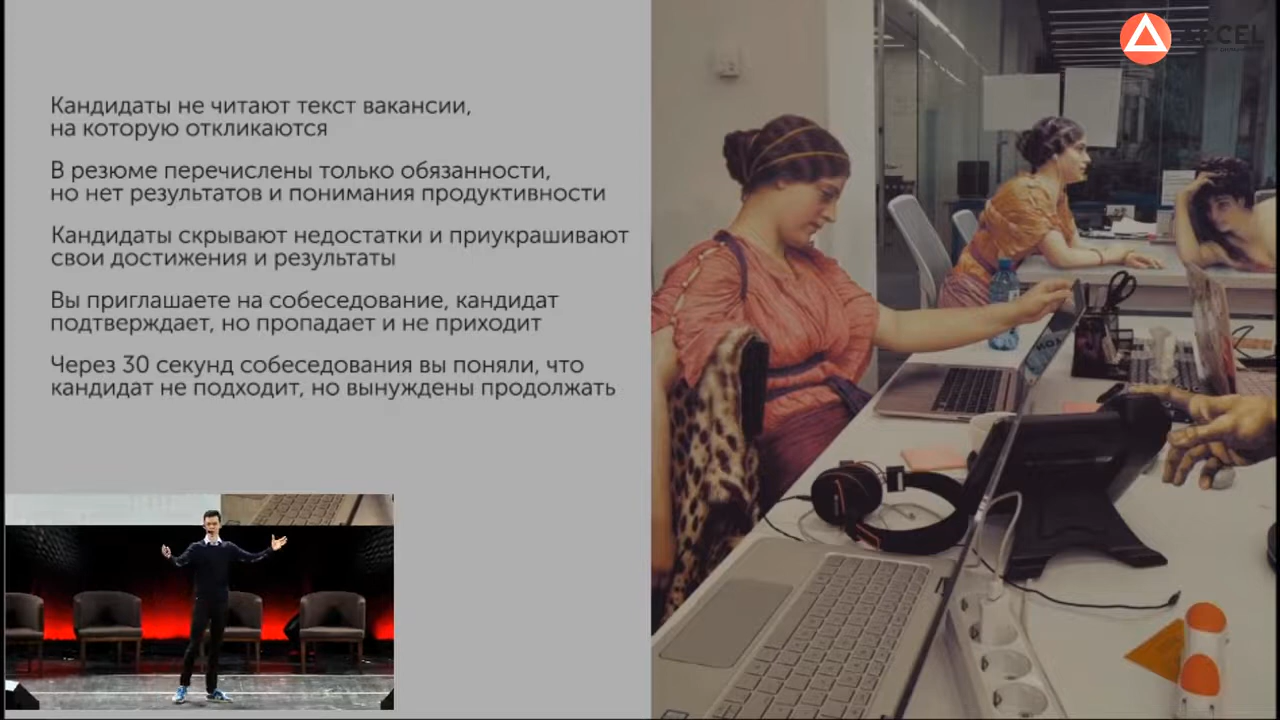 ACCEL
Кандидаты не читают текст вакансии,
на которую откликаются
В резюме перечислены только обязанности,
но нет результатов и понимания продуктивности
Кандидаты скрывают недостатки и приукрашивают
свои достижения и результаты
Вы приглашаете на собеседование, кандидат
подтверждает, но пропадает и не приходит
Через 30 секунд собеседования вы поняли, что
кандидат не подходит, но вынуждены продолжать